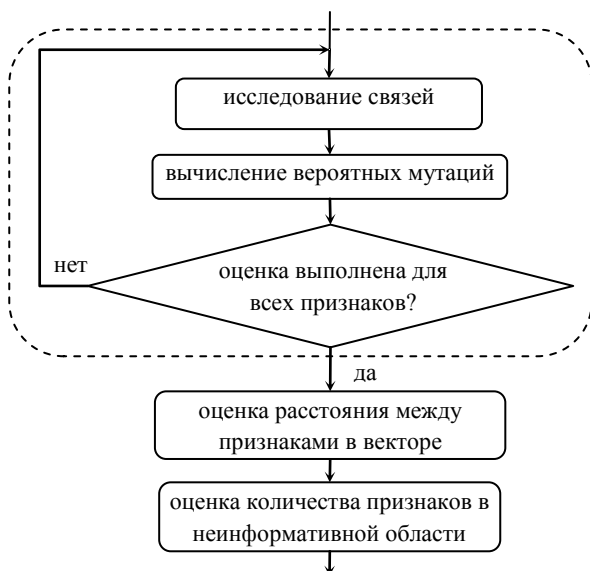 исследование связей
вычисление вероятных мутаций
нет
оценка выполнена для
всех признаков?
да
оценка расстояния между
признаками в векторе
оценка количества признаков в
неинформативной области